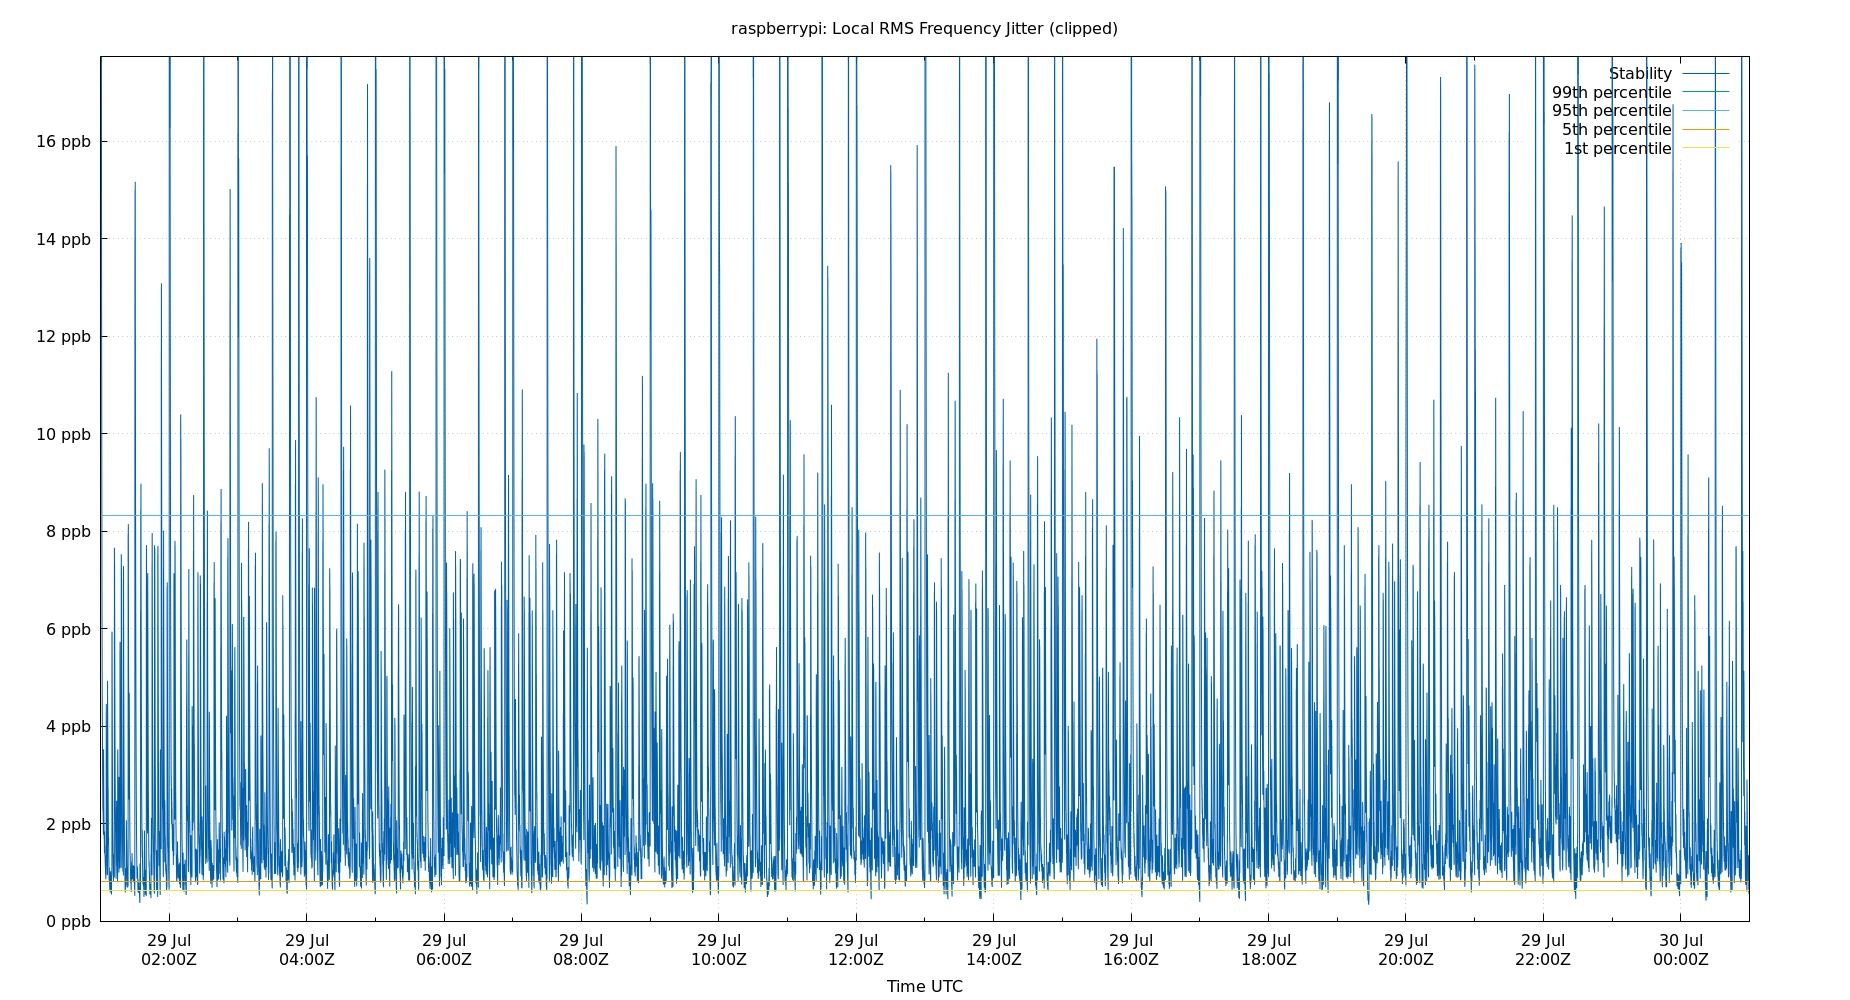 raspberrypi: Local RMS Frequency Jitter (clipped)
Stability
99th percentile
95th percentile
5th percentile
1st percentile
16 ppb
14 ppb
12 ppb
10 ppb
8 ppb
6 ppb
4 ppb
2 ppb
0 ppb
29 Jul 29 Jul 29 Jul 29 Jul 29 Jul 29 Jul 29 Jul 29 Jul 29 Jul 29 Jul 29 Jul 30 Jul
02:00Z 04:00Z 06:00Z 08:00Z 10:00Z 12:00Z 14:00Z 16:00Z 18:00Z 20:00Z 22:00Z 00:00Z
Time UTC